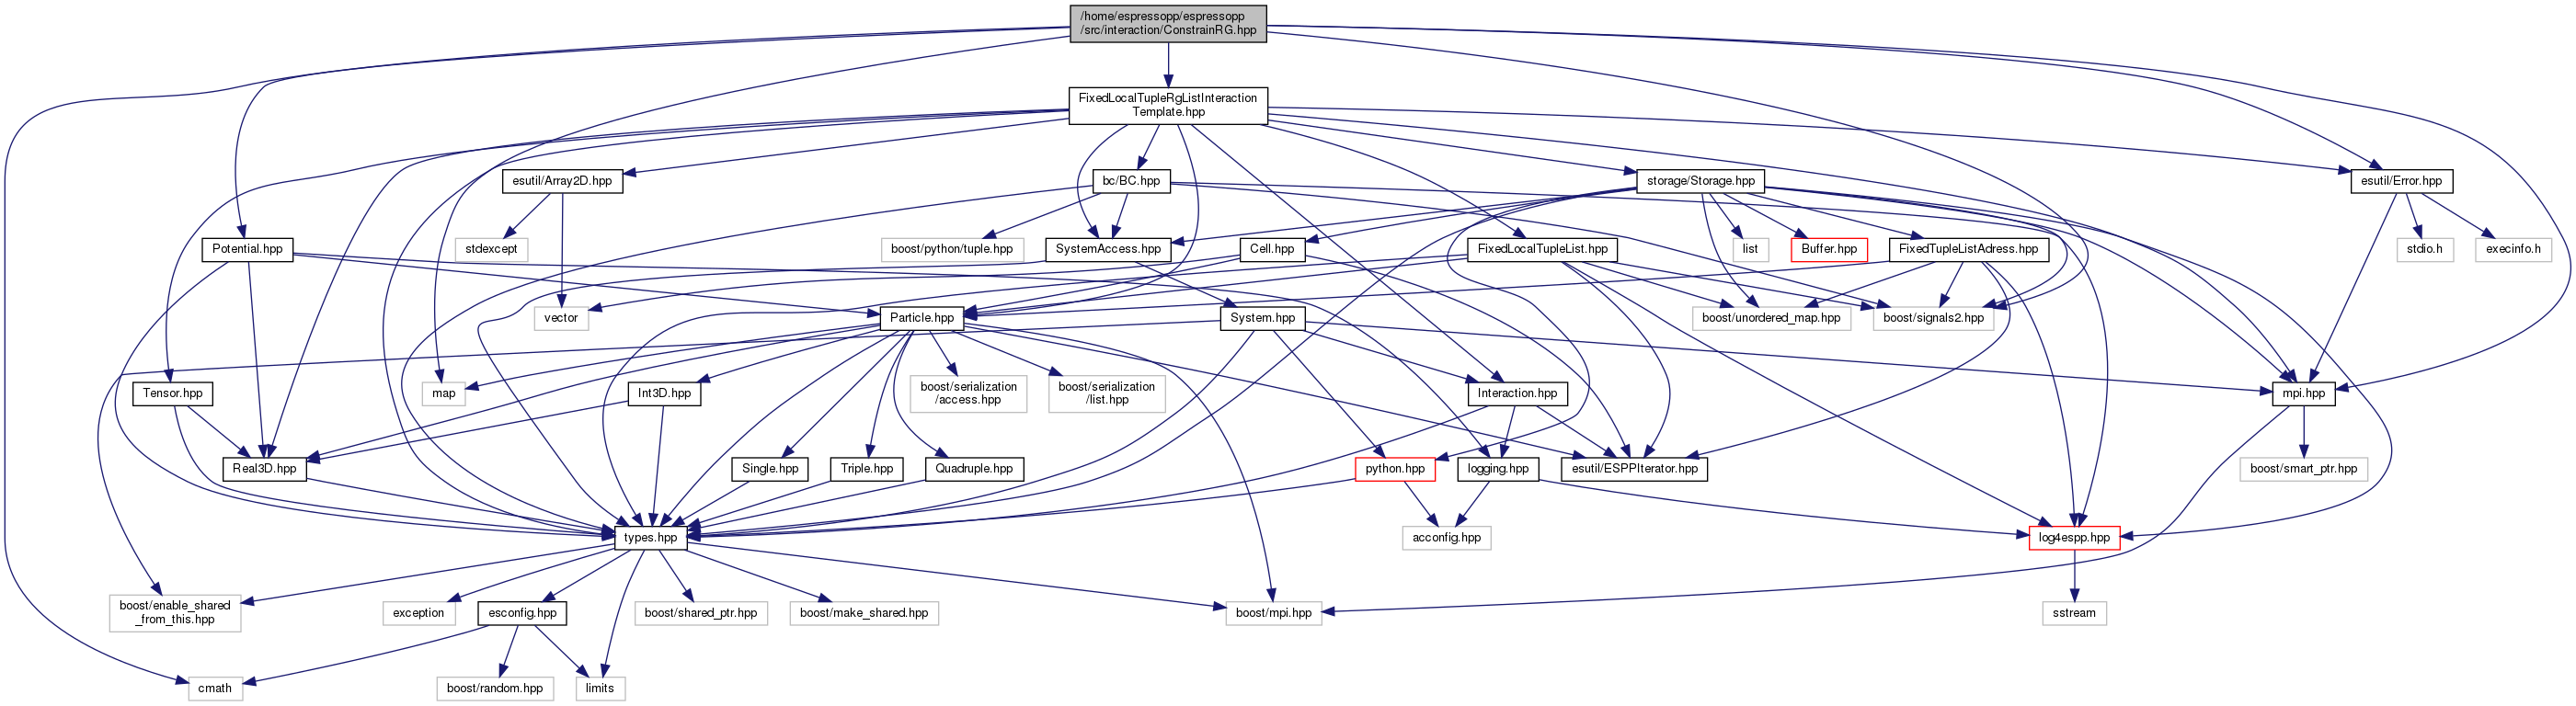 /home/espressopp/espressopp
/src/interaction/ConstrainRG.hpp
FixedLocalTupleRgListInteraction
Template.hpp
esutil/Array2D.hpp
bc/BC.hpp
storage/Storage.hpp
esutil/Error.hpp
Potential.hpp
stdexcept
boost/python/tuple.hpp
SystemAccess.hpp
Cell.hpp
FixedLocalTupleList.hpp
list
Buffer.hpp
FixedTupleListAdress.hpp
stdio.h
execinfo.h
vector
Particle.hpp
System.hpp
boost/unordered_map.hpp
boost/signals2.hpp
Tensor.hpp
map
Int3D.hpp
boost/serialization
/access.hpp
boost/serialization
/list.hpp
Interaction.hpp
mpi.hpp
Real3D.hpp
Single.hpp
Triple.hpp
Quadruple.hpp
python.hpp
logging.hpp
esutil/ESPPIterator.hpp
boost/smart_ptr.hpp
types.hpp
acconfig.hpp
log4espp.hpp
boost/enable_shared
_from_this.hpp
exception
esconfig.hpp
boost/shared_ptr.hpp
boost/make_shared.hpp
boost/mpi.hpp
sstream
cmath
boost/random.hpp
limits